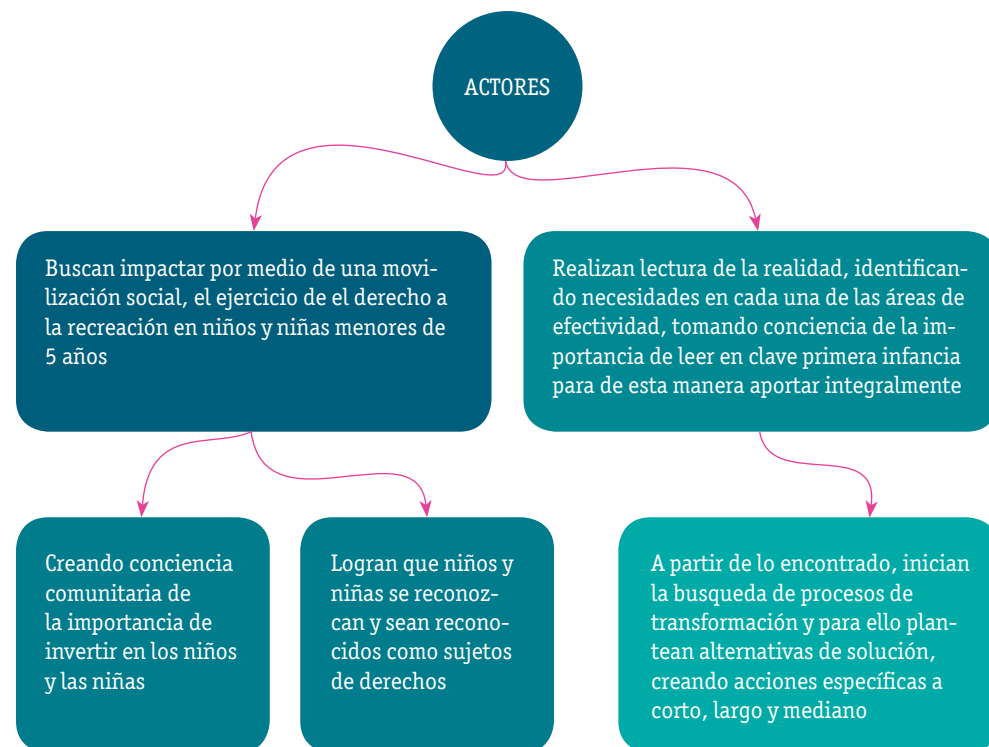 ACTORES
Buscan impactar por medio de una movi-
lización social, el ejercicio de el derecho a
la recreación en niños y niñas menores de
5 años
Realizan lectura de la realidad, identifican-
do necesidades en cada una de las áreas de
efectividad, tomando conciencia de la im-
portancia de leer en clave primera infancia
para de esta manera aportar integralmente
Creando conciencia
comunitaria de
la importancia de
invertir en los niños
y las niñas
Logran que niños y
niñas se reconoz-
can y sean recono-
cidos como sujetos
de derechos
A partir de lo encontrado, inician
la busqueda de procesos de
transformación y para ello plan-
tean alternativas de solución,
creando acciones específicas a
corto, largo y mediano